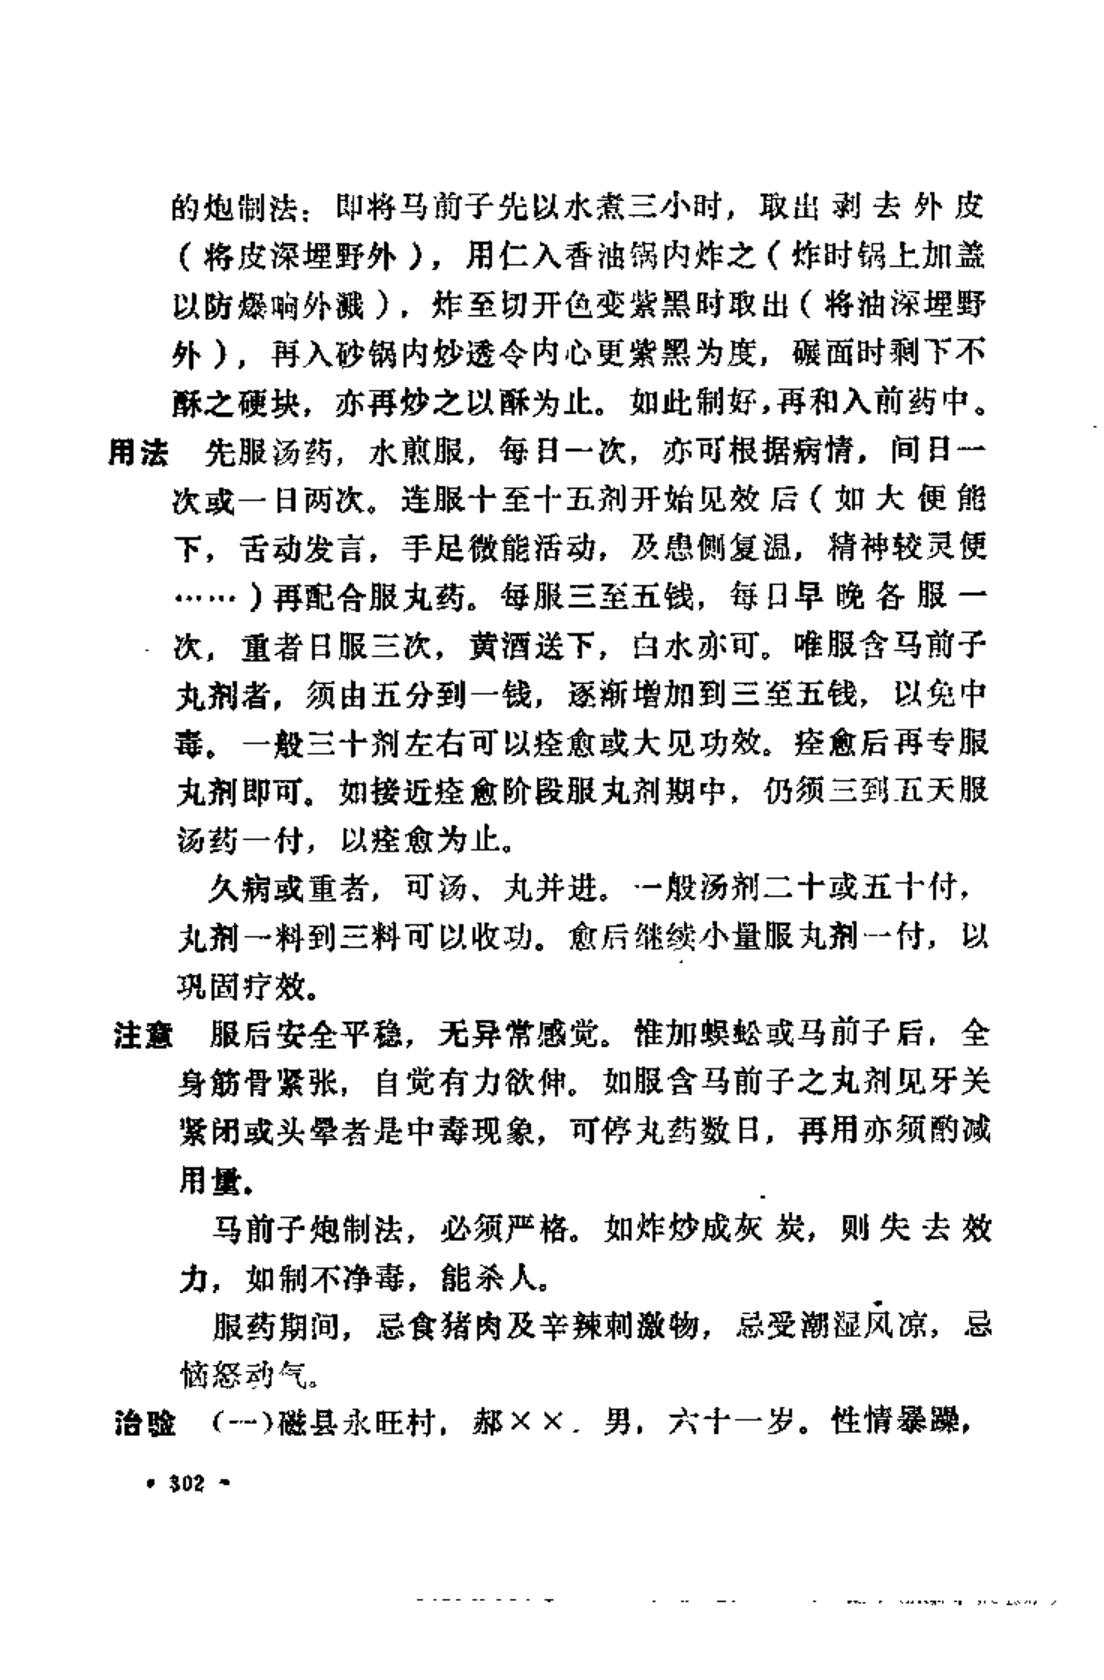 的炮制法：即将马前子先以水煮三小时，取出剥去外皮
（将皮深埋野外），用仁入香油锅内炸之（炸时锅上加盖
以防爆响外溅），炸至切开色变紫黑时取出（将油深埋野
外），再入砂锅内炒透令内心更紫黑为度，碾面时剩下不
酥之硬块，亦再炒之以酥为止。如此制好，再和入前药中。
用法　先服汤药，水煎服，每日一次，亦可根据病情，间日一
次或一日两次。连服十至十五剂开始见效后（如大便能
下，舌动发言，手足微能活动，及患侧复温，精神较灵便
……）再配合服丸药。每服三至五钱，每日早晚各服一
次，重者日服三次，黄酒送下，白水亦可。唯服含马前子
丸剂者，须由五分到一钱，逐渐增加到三至五钱，以免中
毒。一般三十剂左右可以痊愈或大见功效。痊愈后再专服
丸剂即可。如接近痊愈阶段服丸剂期中，仍须三到五天服
汤药一付，以痊愈为止。
久病或重者，可汤、丸并进。一般汤剂二十或五十付，
丸剂一料到三料可以收功。愈后继续小量服丸剂一付，以
巩固疗效。
注意　服后安全平稳，无异常感觉。惟加蜈蚣或马前子后，全
身筋骨紧张，自觉有力欲伸。如服含马前子之丸剂见牙关
紧闭或头晕者是中毒现象，可停丸药数日，再用亦须酌减
用量。
马前子炮制法，必须严格。如炸炒成灰炭，则失去效
力，如制不净毒，能杀人。
服药期间，忌食猪肉及辛辣刺激物，忌受潮湿风凉，忌
恼怒动气。
治验　（一）磁县永旺村，郝××．男，六十一岁。性情暴躁，
• 302 •